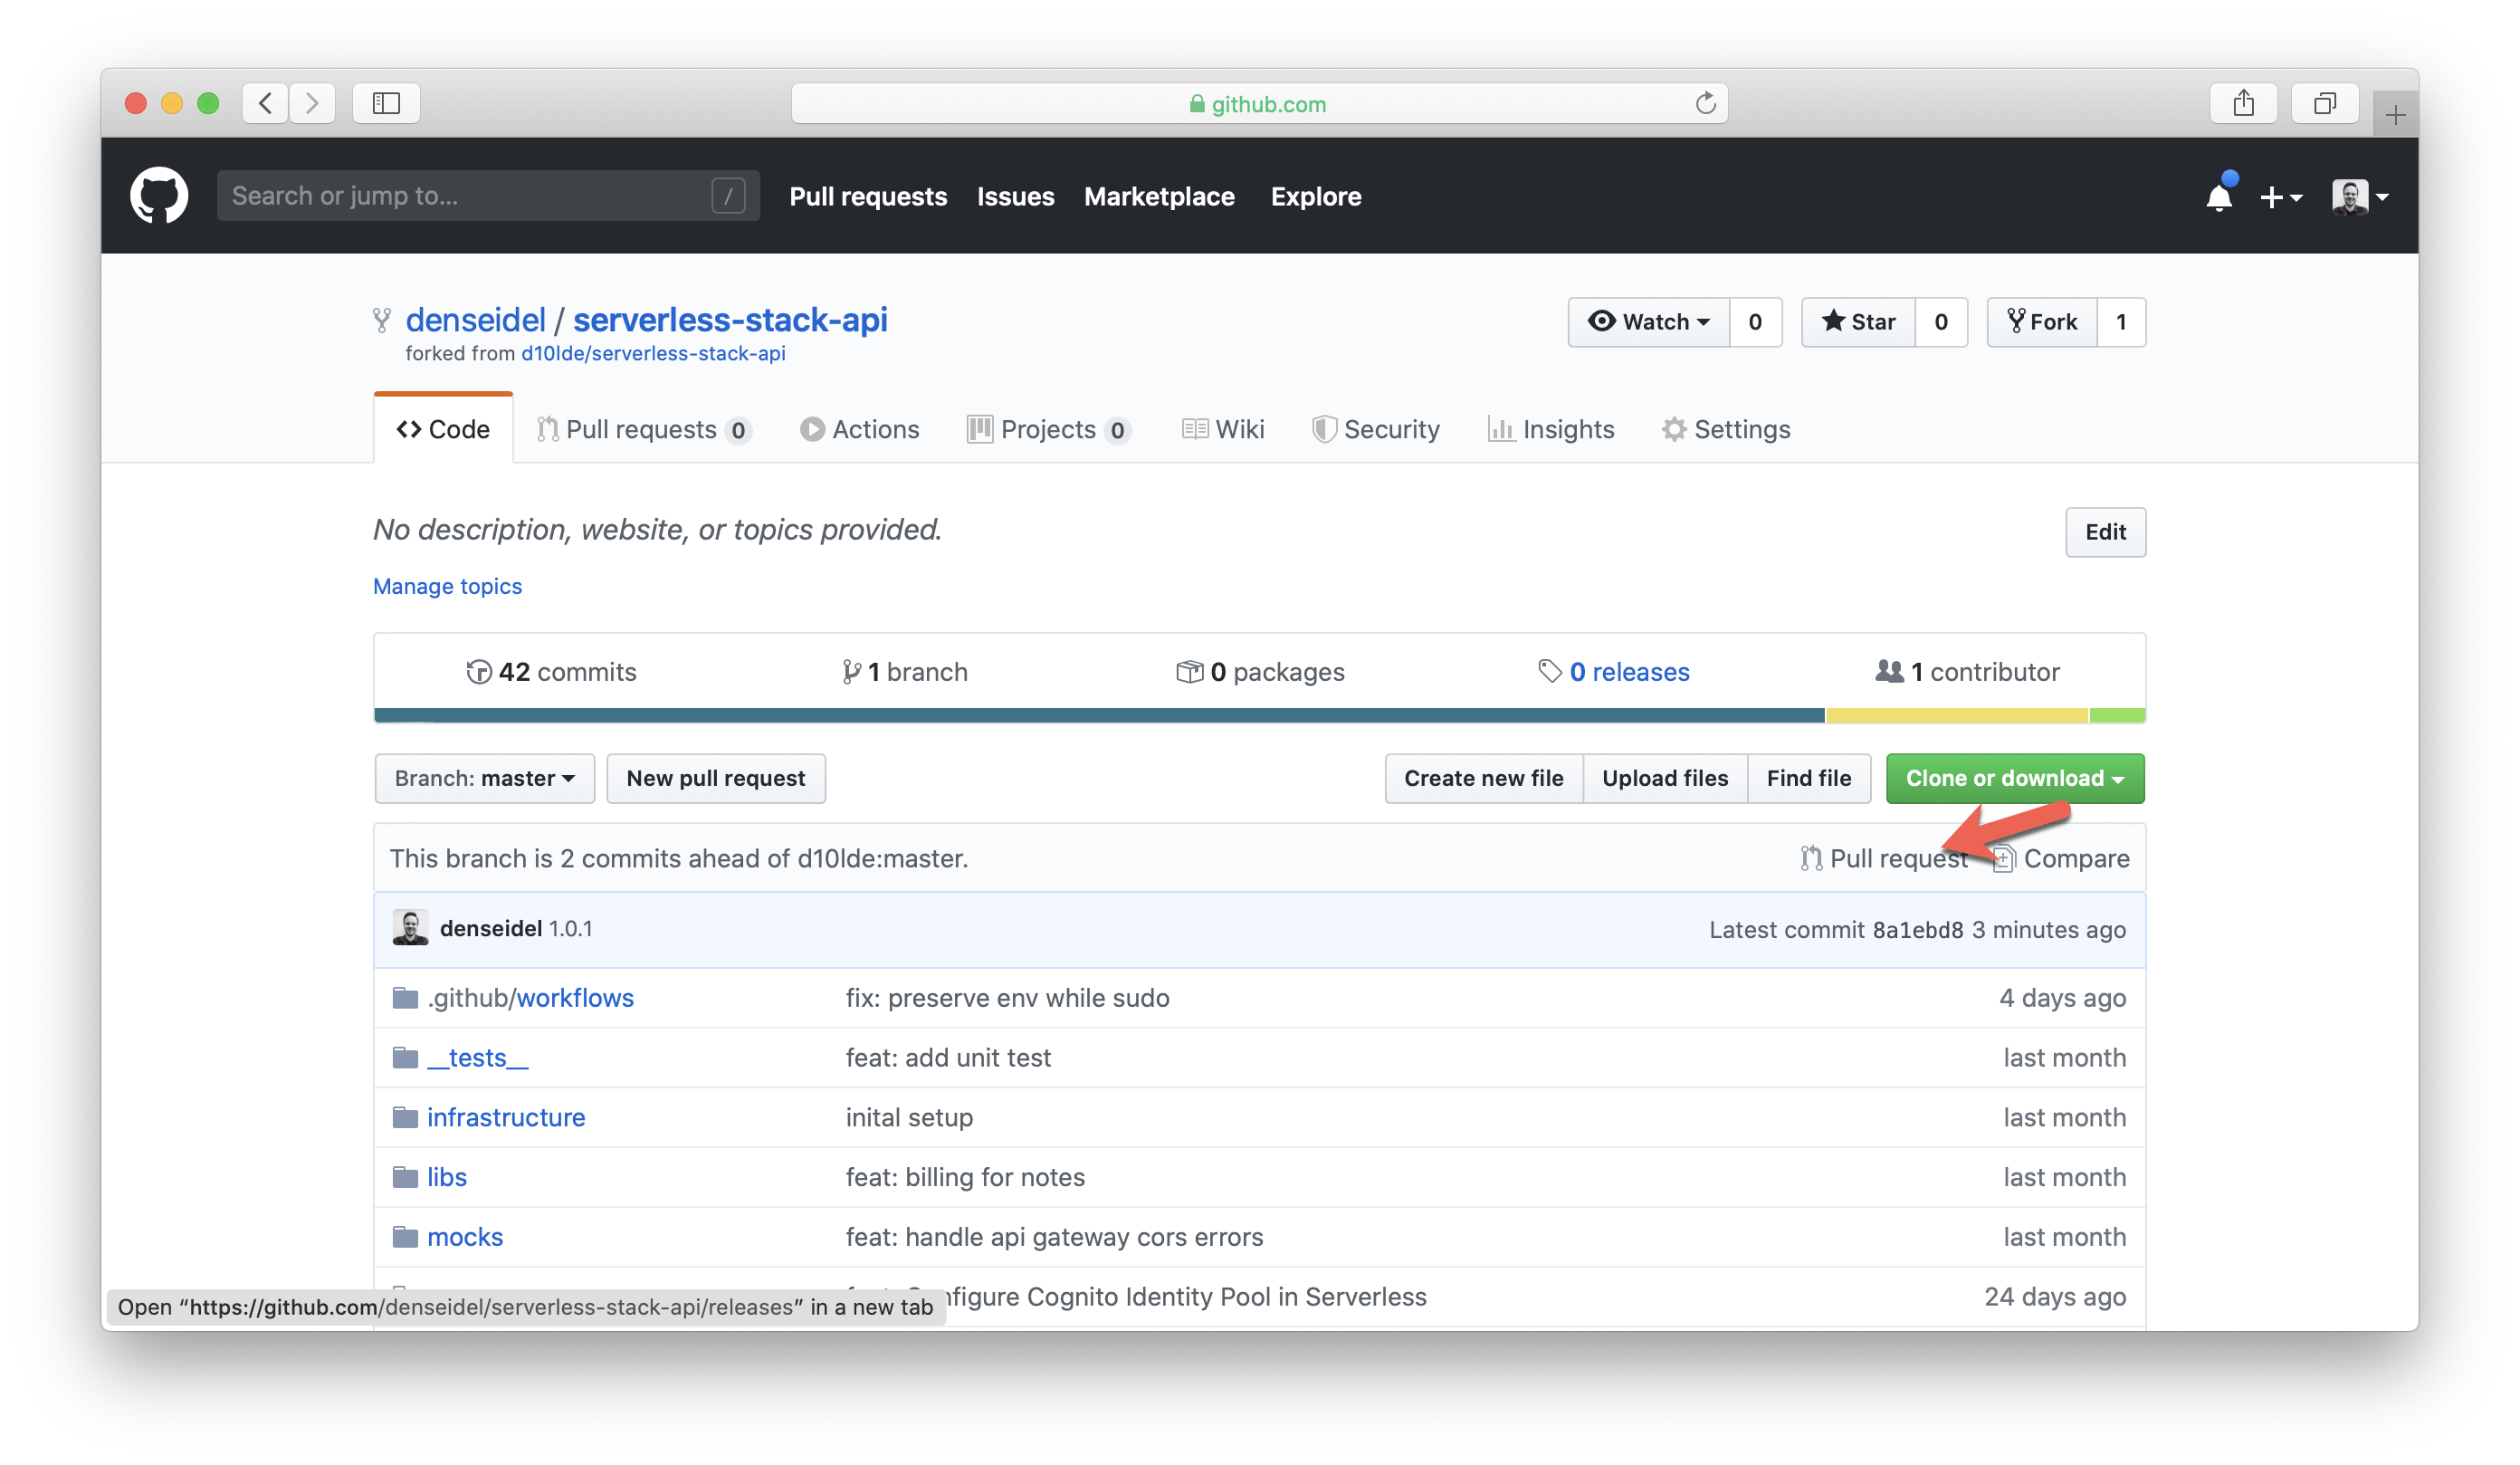 github.com
Search or jump to... /
Pull requests Issues Marketplace Explore
denseidel / serverless-stack-api
Watch 0 Star 0 Fork 1
forked from d10lde/serverless-stack-api
Code Pull requests 0 Actions Projects 0 Wiki Security Insights Settings
No description, website, or topics provided.
Edit
Manage topics
42 commits 1 branch 0 packages 0 releases 1 contributor
Branch: master New pull request Create new file Upload files Find file Clone or download
This branch is 2 commits ahead of d10lde:master. Pull request Compare
denseidel 1.0.1 Latest commit 8a1ebd8 3 minutes ago
.github/workflows fix: preserve env while sudo 4 days ago
__tests__ feat: add unit test last month
infrastructure inital setup last month
libs feat: billing for notes last month
mocks feat: handle api gateway cors errors last month
Cognito Identity Pool in Serverless 24 days ago
Open “https://github.com/denseidel/serverless-stack-api/releases” in a new tab